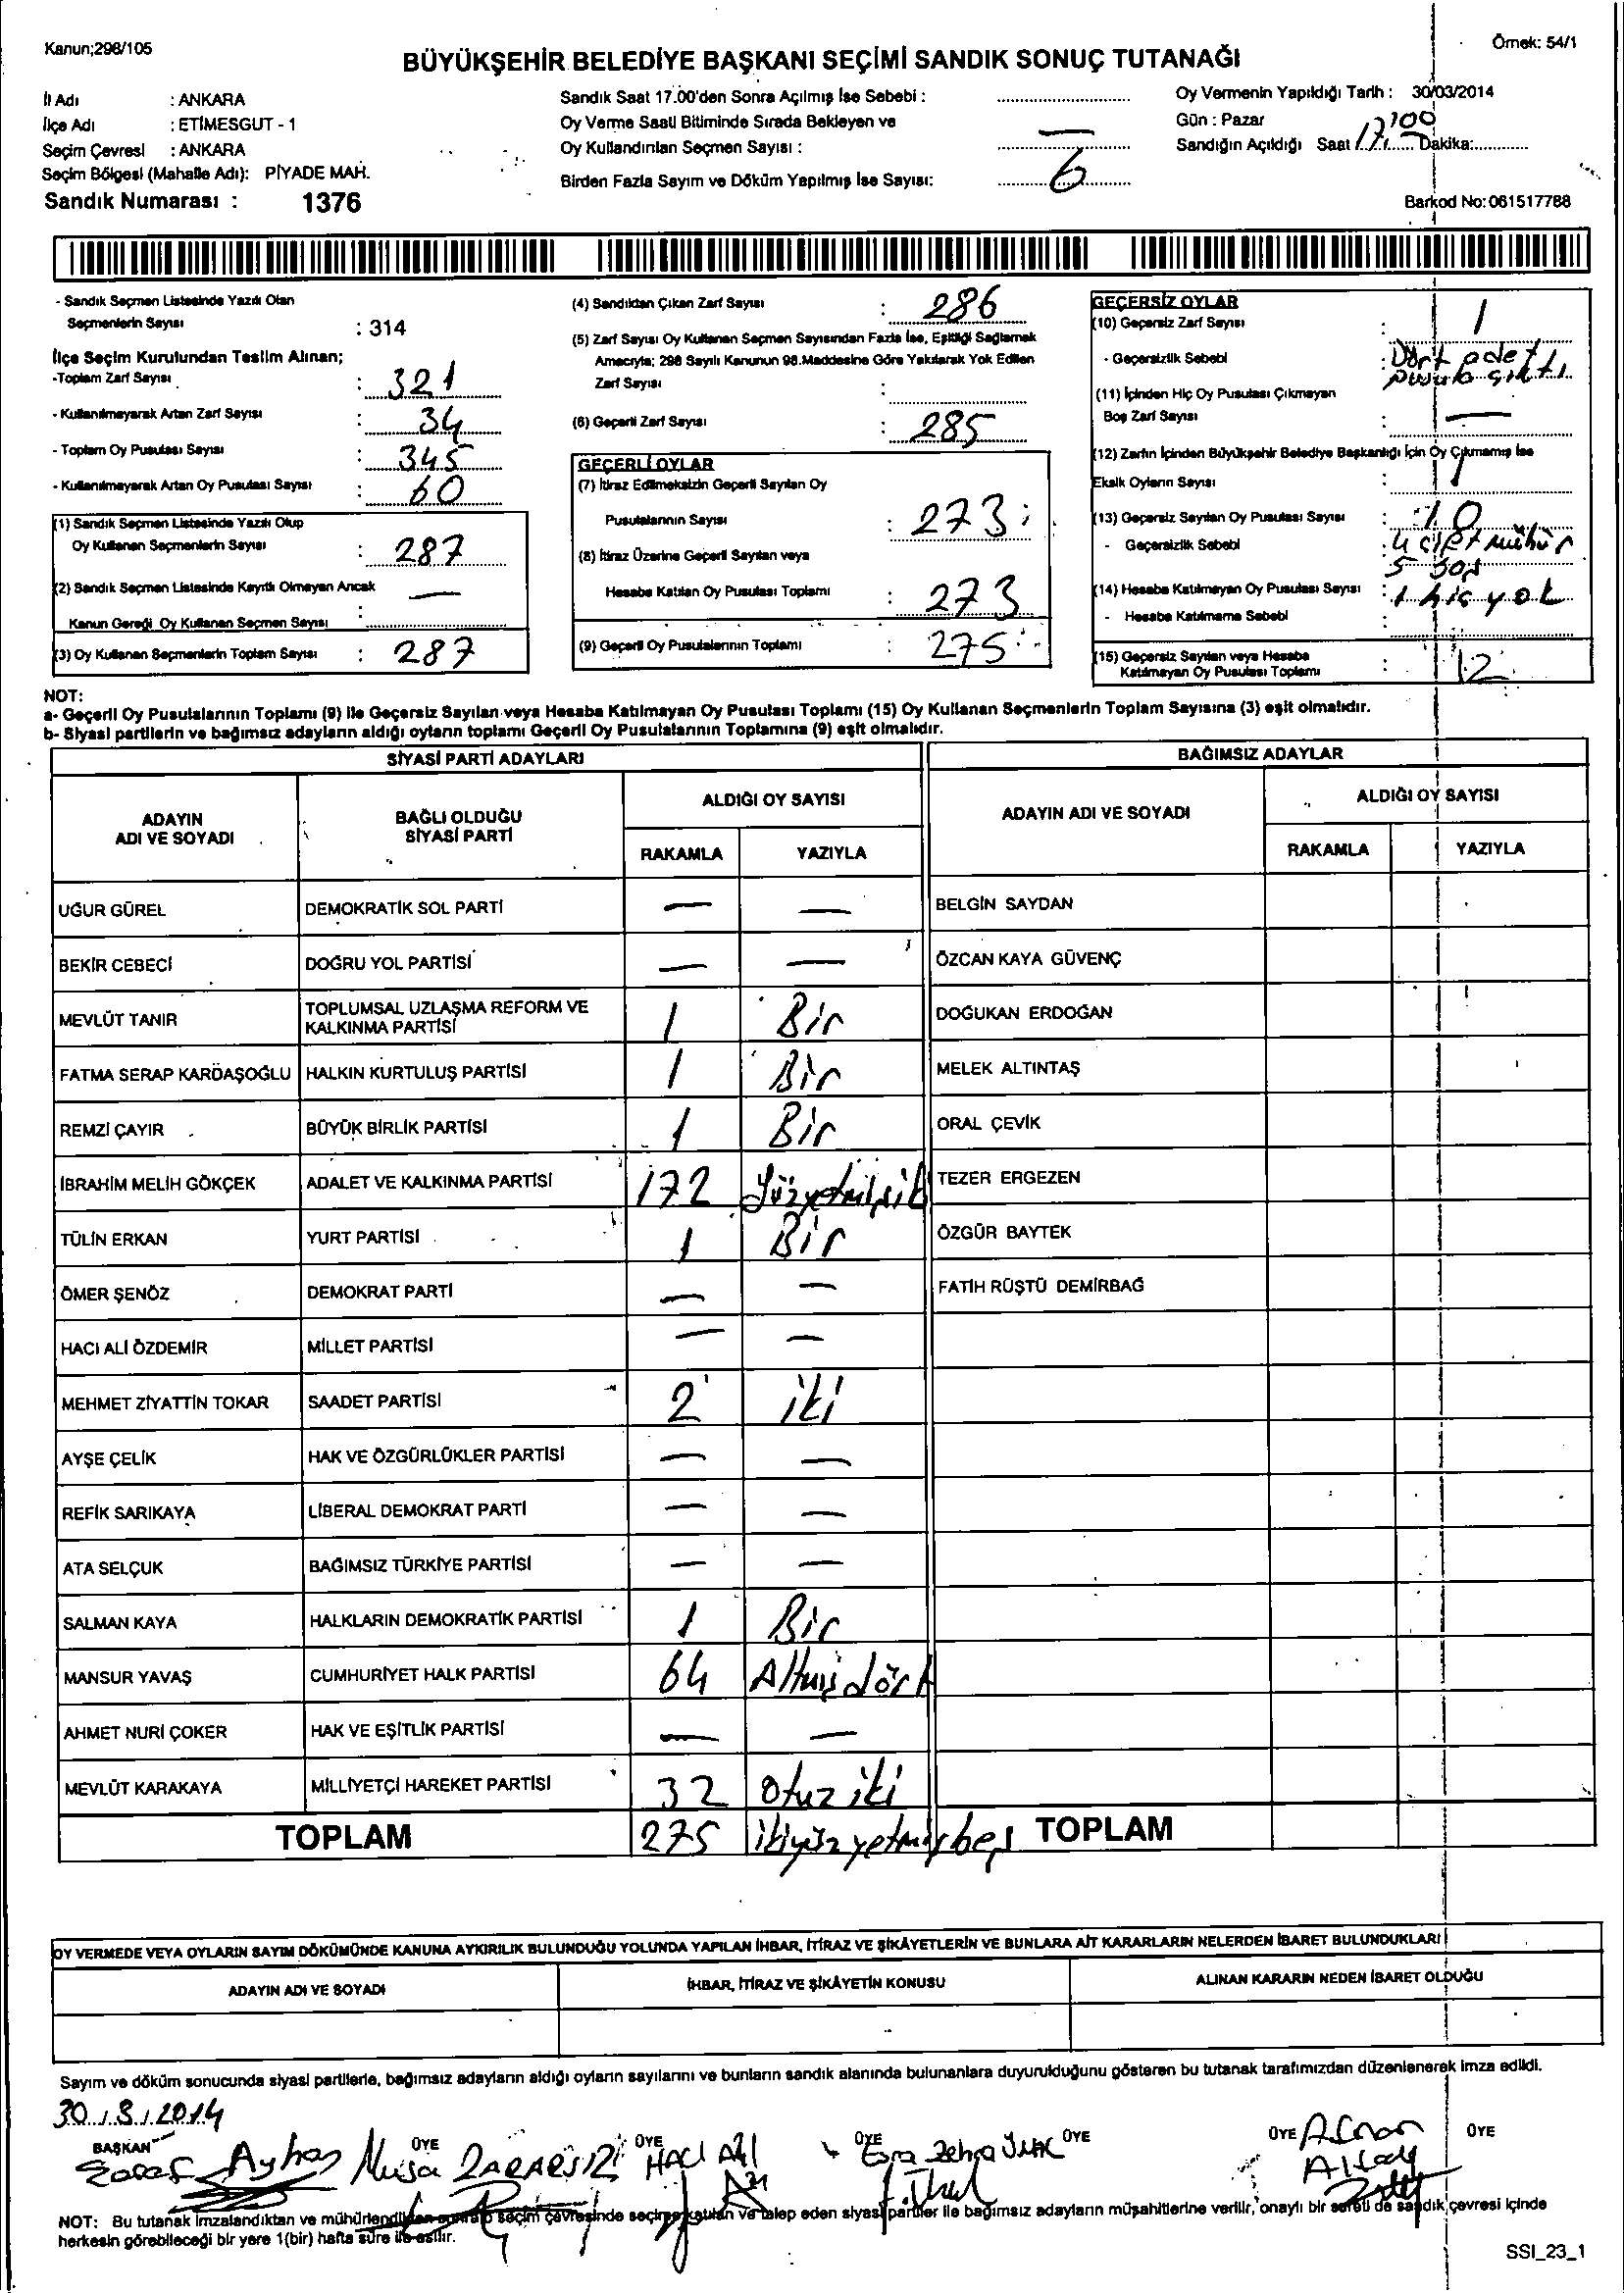 Kanun;298/105
Örnek: 54/1
BÜYÜKŞEHİR BELEDİYE BAŞKANI SEÇİMİ SANDIK SONUÇ TUTANAĞI
İl Adı : ANKARA
İlçe Adı : ETİMESGUT - 1
Seçim Çevresi : ANKARA
Seçim Bölgesi (Mahalle Adı): PİYADE MAH.
Sandık Numarası : 1376
Sandık Saat 17.00'den Sonra Açılmış İse Sebebi :
Oy Verme Saati Bitiminde Sırada Bekleyen ve
Oy Kullandırılan Seçmen Sayısı : —
Birden Fazla Sayım ve Döküm Yapılmış İse Sayısı: 6
Oy Vermenin Yapıldığı Tarih : 30/03/2014
Gün : Pazar
Sandığın Açıldığı Saat 17:00 Dakika:
Barkod No: 061517788
- Sandık Seçmen Listesinde Yazılı Olan
Seçmenlerin Sayısı : 314
İlçe Seçim Kurulundan Teslim Alınan;
-Toplam Zarf Sayısı : 321
- Kullanılmayarak Artan Zarf Sayısı : 34
- Toplam Oy Pusulası Sayısı : 345
- Kullanılmayarak Artan Oy Pusulası Sayısı : 60
(1) Sandık Seçmen Listesinde Yazılı Olup
Oy Kullanan Seçmenlerin Sayısı : 287
(2) Sandık Seçmen Listesinde Kayıtlı Olmayan Ancak
Kanun Gereği Oy Kullanan Seçmen Sayısı : —
(3) Oy Kullanan Seçmenlerin Toplam Sayısı : 287
(4) Sandıktan Çıkan Zarf Sayısı : 286
(5) Zarf Sayısı Oy Kullanan Seçmen Sayısından Fazla İse, Eşitliği Sağlamak
Amacıyla; 298 Sayılı Kanunun 98.Maddesine Göre Yakılarak Yok Edilen
Zarf Sayısı :
(6) Geçerli Zarf Sayısı : 285
GEÇERLİ OYLAR
(7) İtiraz Edilmeksizin Geçerli Sayılan Oy
Pusulalarının Sayısı : 273
(8) İtiraz Üzerine Geçerli Sayılan veya
Hesaba Katılan Oy Pusulası Toplamı : 273
(9) Geçerli Oy Pusulalarının Toplamı : 275
GEÇERSİZ OYLAR
(10) Geçersiz Zarf Sayısı : 1
- Geçersizlik Sebebi : Dört adet
pusula çıktı
(11) İçinden Hiç Oy Pusulası Çıkmayan
Boş Zarf Sayısı : —
(12) Zarfın İçinden Büyükşehir Belediye Başkanlığı İçin Oy Çıkmamış İse
Eksik Oyların Sayısı : 1
(13) Geçersiz Sayılan Oy Pusulası Sayısı : 10
- Geçersizlik Sebebi : 4 çift mühür
5 boş
(14) Hesaba Katılmayan Oy Pusulası Sayısı : 1 hiç yok
- Hesaba Katılmama Sebebi :
(15) Geçersiz Sayılan veya Hesaba
Katılmayan Oy Pusulası Toplamı : 12
NOT:
a- Geçerli Oy Pusulalarının Toplamı (9) ile Geçersiz Sayılan veya Hesaba Katılmayan Oy Pusulası Toplamı (15) Oy Kullanan Seçmenlerin Toplam Sayısına (3) eşit olmalıdır.
b- Siyasi partilerin ve bağımsız adayların aldığı oyların toplamı Geçerli Oy Pusulalarının Toplamına (9) eşit olmalıdır.
SİYASİ PARTİ ADAYLARI
BAĞIMSIZ ADAYLAR
ADAYIN
ADI VE SOYADI
BAĞLI OLDUĞU
SİYASİ PARTİ
ALDIĞI OY SAYISI
RAKAMLA YAZIYLA
ADAYIN ADI VE SOYADI
ALDIĞI OY SAYISI
RAKAMLA YAZIYLA
UĞUR GÜREL DEMOKRATİK SOL PARTİ — — BELGİN SAYDAN
BEKİR CEBECİ DOĞRU YOL PARTİSİ — — ÖZCAN KAYA GÜVENÇ
MEVLÜT TANIR TOPLUMSAL UZLAŞMA REFORM VE
KALKINMA PARTİSİ 1 Bir DOĞUKAN ERDOĞAN
FATMA SERAP KARDAŞOĞLU HALKIN KURTULUŞ PARTİSİ 1 Bir MELEK ALTINTAŞ
REMZİ ÇAYIR BÜYÜK BİRLİK PARTİSİ 1 Bir ORAL ÇEVİK
İBRAHİM MELİH GÖKÇEK ADALET VE KALKINMA PARTİSİ 172 Yüzyetmişiki TEZER ERGEZEN
TÜLİN ERKAN YURT PARTİSİ 1 Bir ÖZGÜR BAYTEK
ÖMER ŞENÖZ DEMOKRAT PARTİ — — FATİH RÜŞTÜ DEMİRBAĞ
HACI ALİ ÖZDEMİR MİLLET PARTİSİ — —
MEHMET ZİYATTİN TOKAR SAADET PARTİSİ 2 iki
AYŞE ÇELİK HAK VE ÖZGÜRLÜKLER PARTİSİ — —
REFİK SARIKAYA LİBERAL DEMOKRAT PARTİ — —
ATA SELÇUK BAĞIMSIZ TÜRKİYE PARTİSİ — —
SALMAN KAYA HALKLARIN DEMOKRATİK PARTİSİ 1 Bir
MANSUR YAVAŞ CUMHURİYET HALK PARTİSİ 64 Altmışdört
AHMET NURİ ÇOKER HAK VE EŞİTLİK PARTİSİ — —
MEVLÜT KARAKAYA MİLLİYETÇİ HAREKET PARTİSİ 32 otuz iki
TOPLAM 275 ikiyüzyetmişbeş TOPLAM
OY VERMEDE VEYA OYLARIN SAYIM DÖKÜMÜNDE KANUNA AYKIRILIK BULUNDUĞU YOLUNDA YAPILAN İHBAR, İTİRAZ VE ŞİKÂYETLERİN VE BUNLARA AİT KARARLARIN NELERDEN İBARET BULUNDUKLARI
ADAYIN ADI VE SOYADI İHBAR, İTİRAZ VE ŞİKÂYETİN KONUSU ALINAN KARARIN NEDEN İBARET OLDUĞU
Sayım ve döküm sonucunda siyasi partilerle, bağımsız adayların aldığı oyların sayılarını ve bunların sandık alanında bulunanlara duyurulduğunu gösteren bu tutanak tarafımızdan düzenlenerek imza edildi.
30/3/2014
BAŞKAN ÜYE ÜYE ÜYE ÜYE ÜYE ÜYE
Ayhan Musa ZARARSIZ HACI Ali Esra Zehra Adnan
Altay
NOT: Bu tutanak imzalandıktan ve mühürlendikten sonra seçim çevresinde seçime katılan ve talep eden siyasi partiler ile bağımsız adayların müşahitlerine verilir, onaylı bir sureti de sandık çevresi içinde
herkesin görebileceği bir yere 1(bir) hafta süre ile asılır.
SSI_23_1